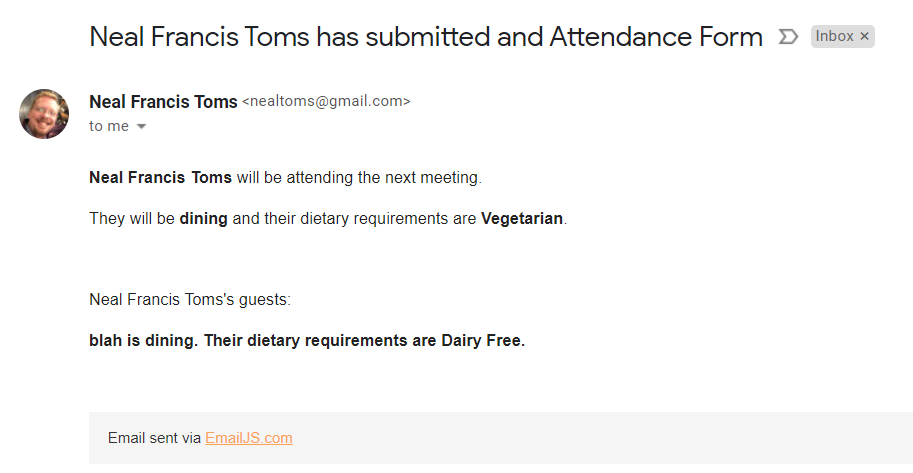 Neal Francis Toms has submitted and Attendance Form Inbox ×
Neal Francis Toms <nealtoms@gmail.com>
to me
Neal Francis Toms will be attending the next meeting.
They will be dining and their dietary requirements are Vegetarian.
Neal Francis Toms's guests:
blah is dining. Their dietary requirements are Dairy Free.
Email sent via EmailJS.com